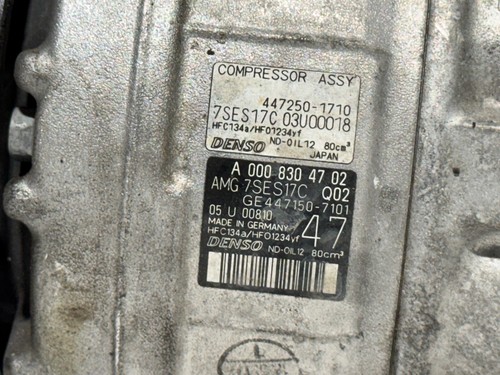 COMPRESSOR ASSY
447250-1710
7SES17C 03U00018
HFC134a/HFO1234yf
DENSO ND-OIL12 80cm³
JAPAN
A 000 830 47 02
AMG 7SES17C Q02
GE447150-7101
05 U 00810 47
MADE IN GERMANY
HFC134a/HFO1234yf
DENSO ND-OIL12 80cm³
L